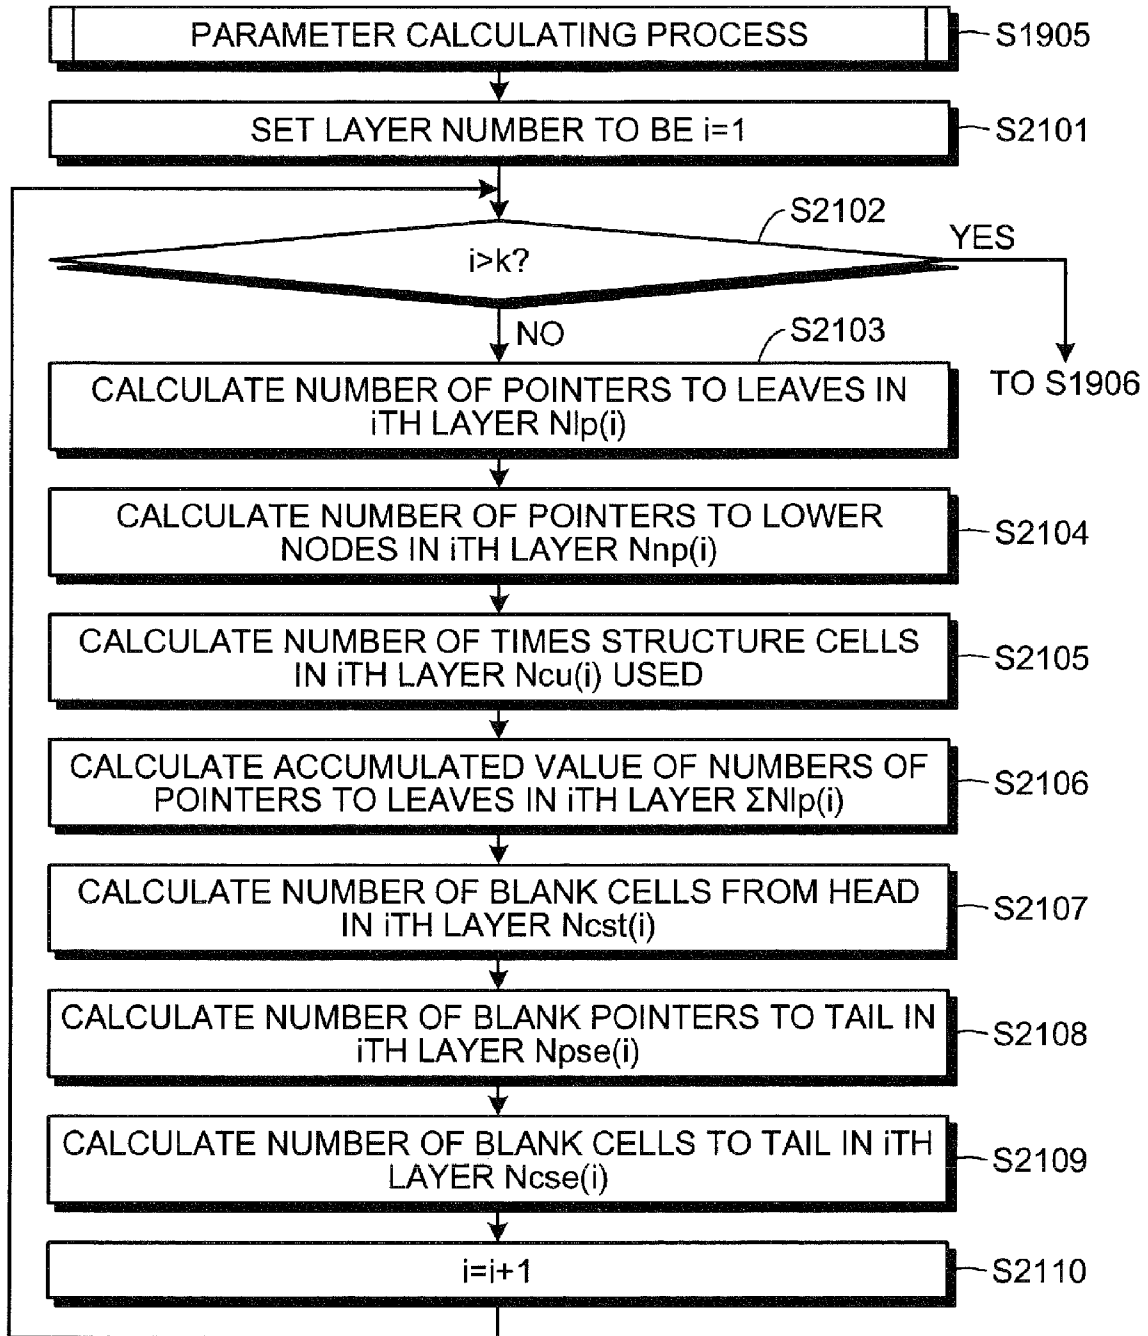 PARAMETER CALCULATING PROCESS
S1905
SET LAYER NUMBER TO BE i=1
S2101
S2102
i>k?
YES
NO
TO S1906
S2103
CALCULATE NUMBER OF POINTERS TO LEAVES IN
iTH LAYER Nlp(i)
CALCULATE NUMBER OF POINTERS TO LOWER
NODES IN iTH LAYER Nnp(i)
S2104
CALCULATE NUMBER OF TIMES STRUCTURE CELLS
IN iTH LAYER Ncu(i) USED
S2105
CALCULATE ACCUMULATED VALUE OF NUMBERS OF
POINTERS TO LEAVES IN iTH LAYER ΣNlp(i)
S2106
CALCULATE NUMBER OF BLANK CELLS FROM HEAD
IN iTH LAYER Ncst(i)
S2107
CALCULATE NUMBER OF BLANK POINTERS TO TAIL IN
iTH LAYER Npse(i)
S2108
CALCULATE NUMBER OF BLANK CELLS TO TAIL IN iTH
LAYER Ncse(i)
S2109
i=i+1
S2110